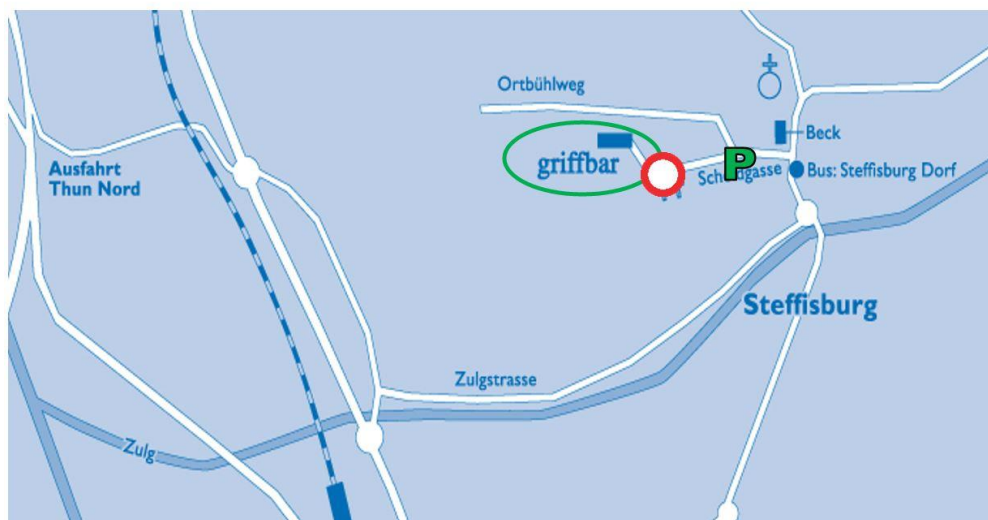 Ortbühlweg
Beck
griffbar
P
Bus: Steffisburg Dorf
Ausfahrt
Thun Nord
Steffisburg
Zulgstrasse
Zulg